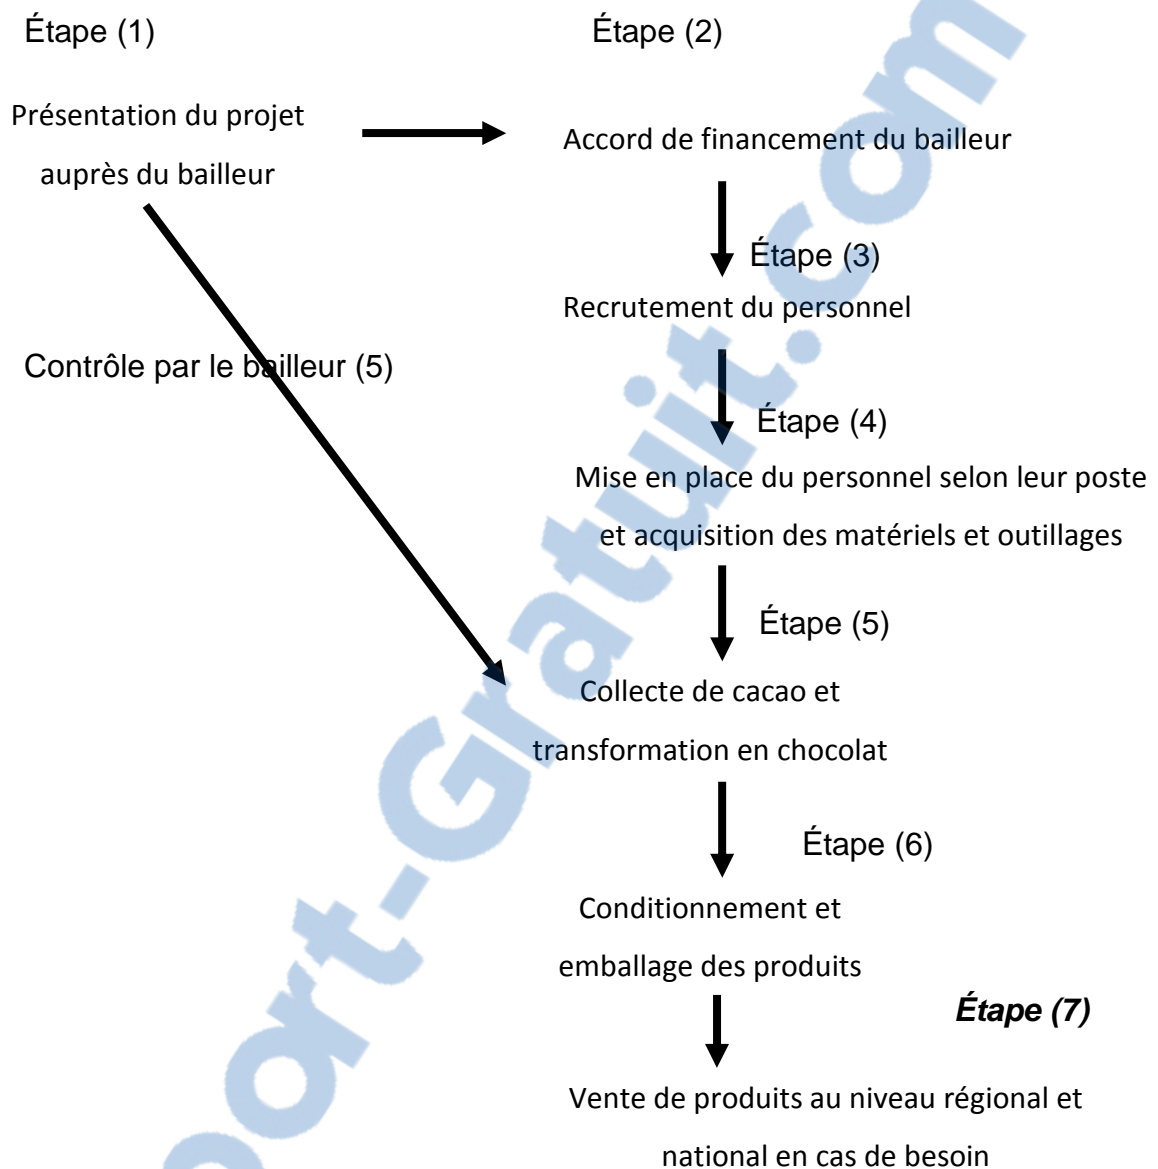 Étape (1)
Étape (2)
Présentation du projet
auprès du bailleur
Accord de financement du bailleur
Étape (3)
Recrutement du personnel
Contrôle par le bailleur (5)
Étape (4)
Mise en place du personnel selon leur poste
et acquisition des matériels et outillages
Étape (5)
Collecte de cacao et
transformation en chocolat
Étape (6)
Conditionnement et
emballage des produits
Étape (7)
Vente de produits au niveau régional et
national en cas de besoin
port-Gratuit.com